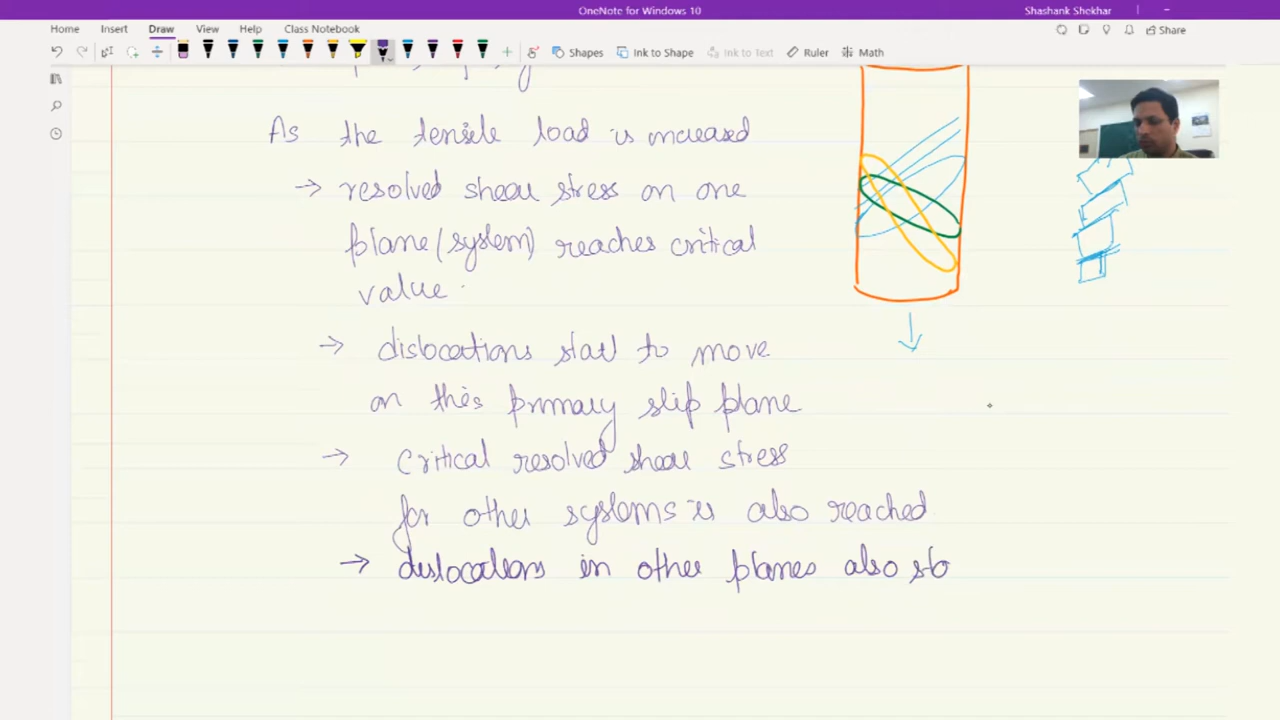 OneNote for Windows 10
Shashank Shekhar
Home Insert Draw View Help Class Notebook
Share
Shapes Ink to Shape Ink to Text Ruler Math
As the tensile load is increased
→ resolved shear stress on one
plane (system) reaches critical
value.
→ dislocations start to move
on this primary slip plane
→ critical resolved shear stress
for other systems is also reached
→ dislocations in other planes also sta